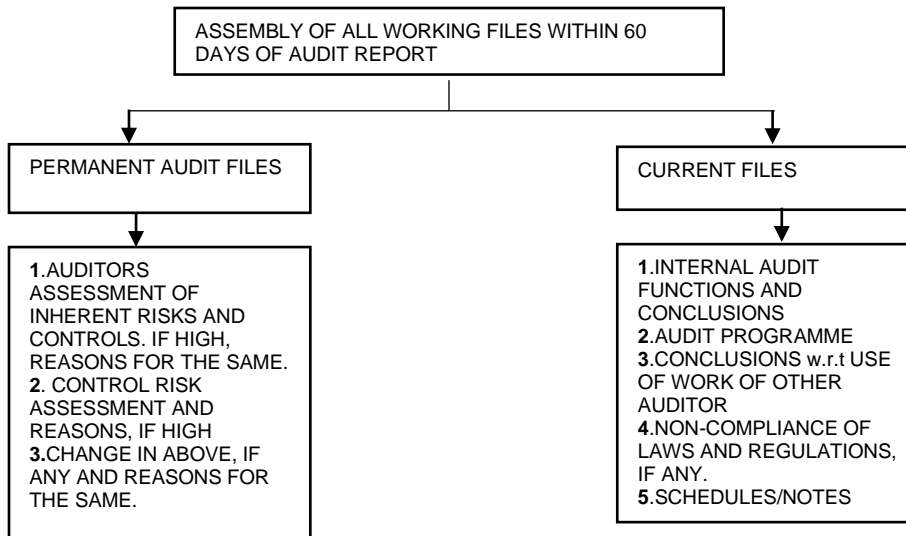 ASSEMBLY OF ALL WORKING FILES WITHIN 60
DAYS OF AUDIT REPORT
PERMANENT AUDIT FILES
CURRENT FILES
1.AUDITORS
ASSESSMENT OF
INHERENT RISKS AND
CONTROLS. IF HIGH,
REASONS FOR THE SAME.
2. CONTROL RISK
ASSESSMENT AND
REASONS, IF HIGH
3.CHANGE IN ABOVE, IF
ANY AND REASONS FOR
THE SAME.
1.INTERNAL AUDIT
FUNCTIONS AND
CONCLUSIONS
2.AUDIT PROGRAMME
3.CONCLUSIONS w.r.t USE
OF WORK OF OTHER
AUDITOR
4.NON-COMPLIANCE OF
LAWS AND REGULATIONS,
IF ANY.
5.SCHEDULES/NOTES